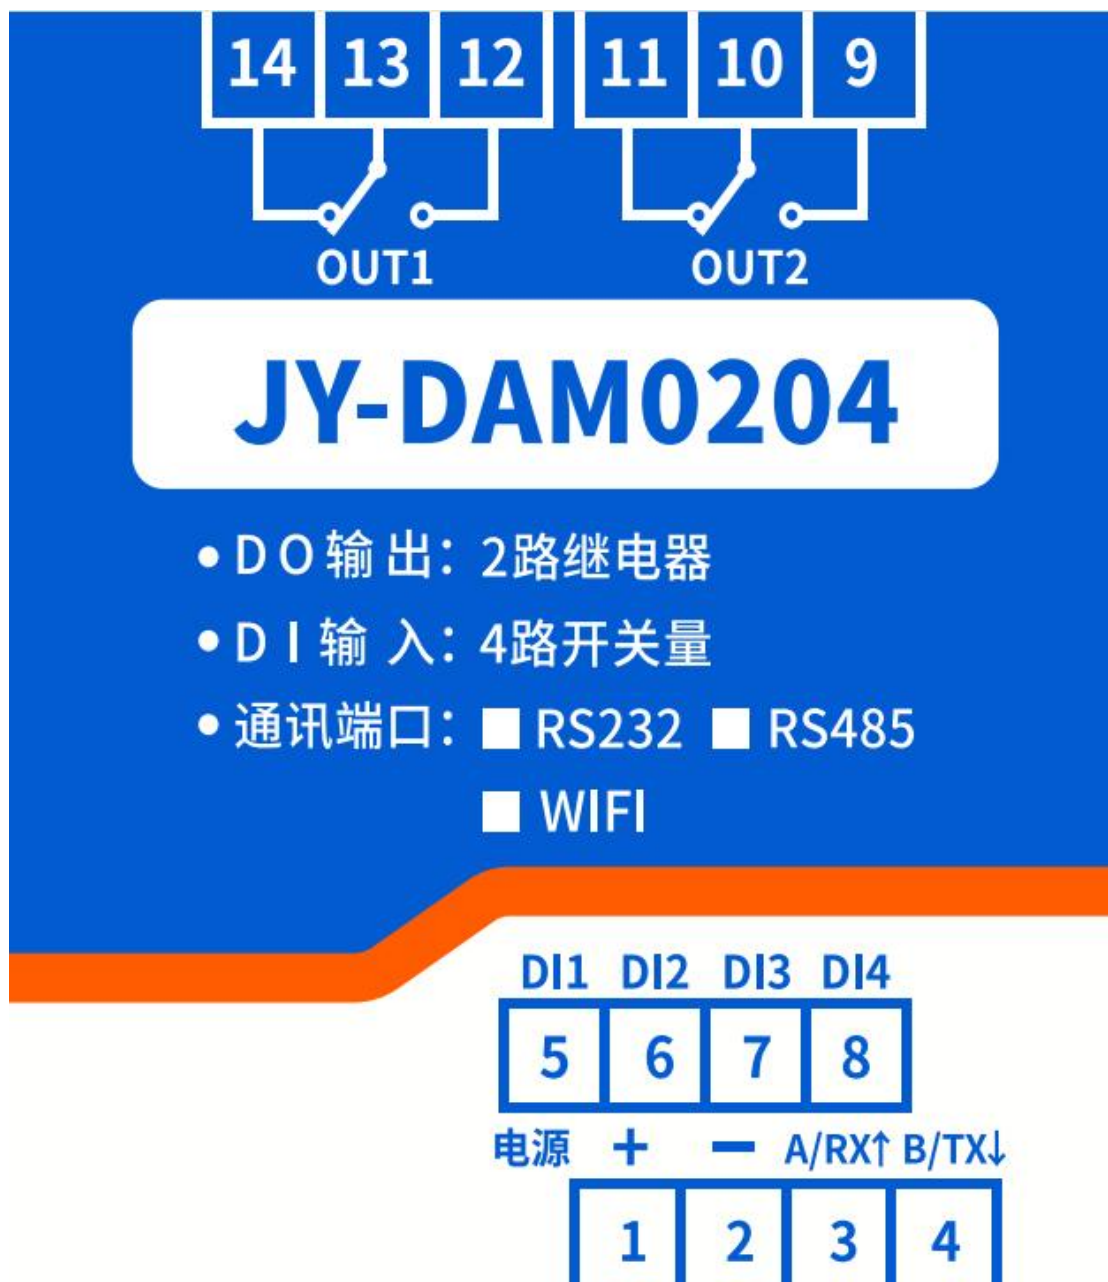 14 13 12 11 10 9
OUT1 OUT2
JY-DAM0204
• DO输出：2路继电器
• DI输入：4路开关量
• 通讯端口：■ RS232 ■ RS485
■ WIFI
DI1 DI2 DI3 DI4
5 6 7 8
电源 + − A/RX↑ B/TX↓
1 2 3 4